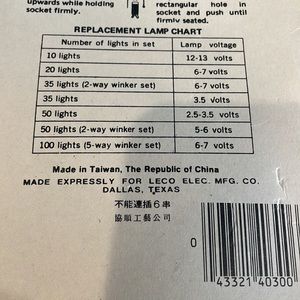 upwards while holding
socket firmly.
rectangular hole in
socket and push until
firmly seated.
REPLACEMENT LAMP CHART
Number of lights in set Lamp voltage
10 lights 12-13 volts
20 lights 6-7 volts
35 lights (2-way winker set) 6-7 volts
35 lights 3.5 volts
50 lights 2.5-3.5 volts
50 lights (2-way winker set) 5-6 volts
100 lights (5-way winker set) 6-7 volts
Made in Taiwan, The Republic of China
MADE EXPRESSLY FOR LECO ELEC. MFG. CO.
DALLAS, TEXAS
不能連插6串
協順工藝公司
0 43321 40300